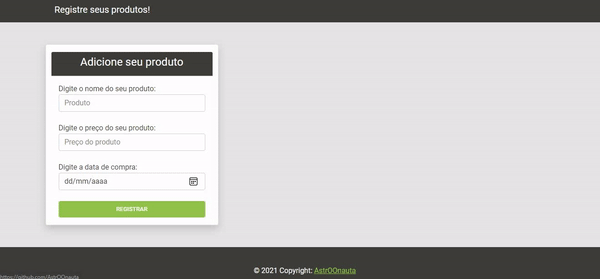 Registre seus produtos!
Adicione seu produto
Digite o nome do seu produto:
Produto
Digite o preço do seu produto:
Preço do produto
Digite a data de compra:
dd/mm/aaaa
REGISTRAR
© 2021 Copyright: AstrOOnauta
https://github.com/AstrOOnauta